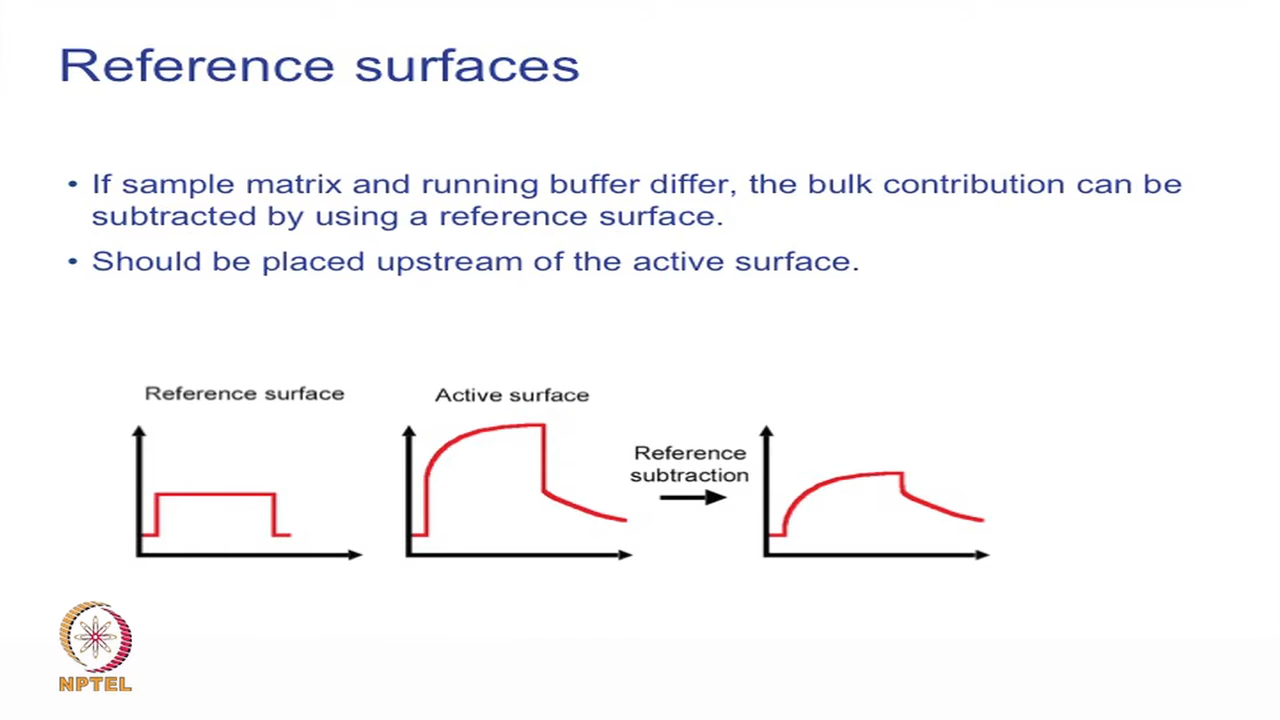 Reference surfaces
• If sample matrix and running buffer differ, the bulk contribution can be
subtracted by using a reference surface.
• Should be placed upstream of the active surface.
Reference surface
Active surface
Reference
subtraction
NPTEL